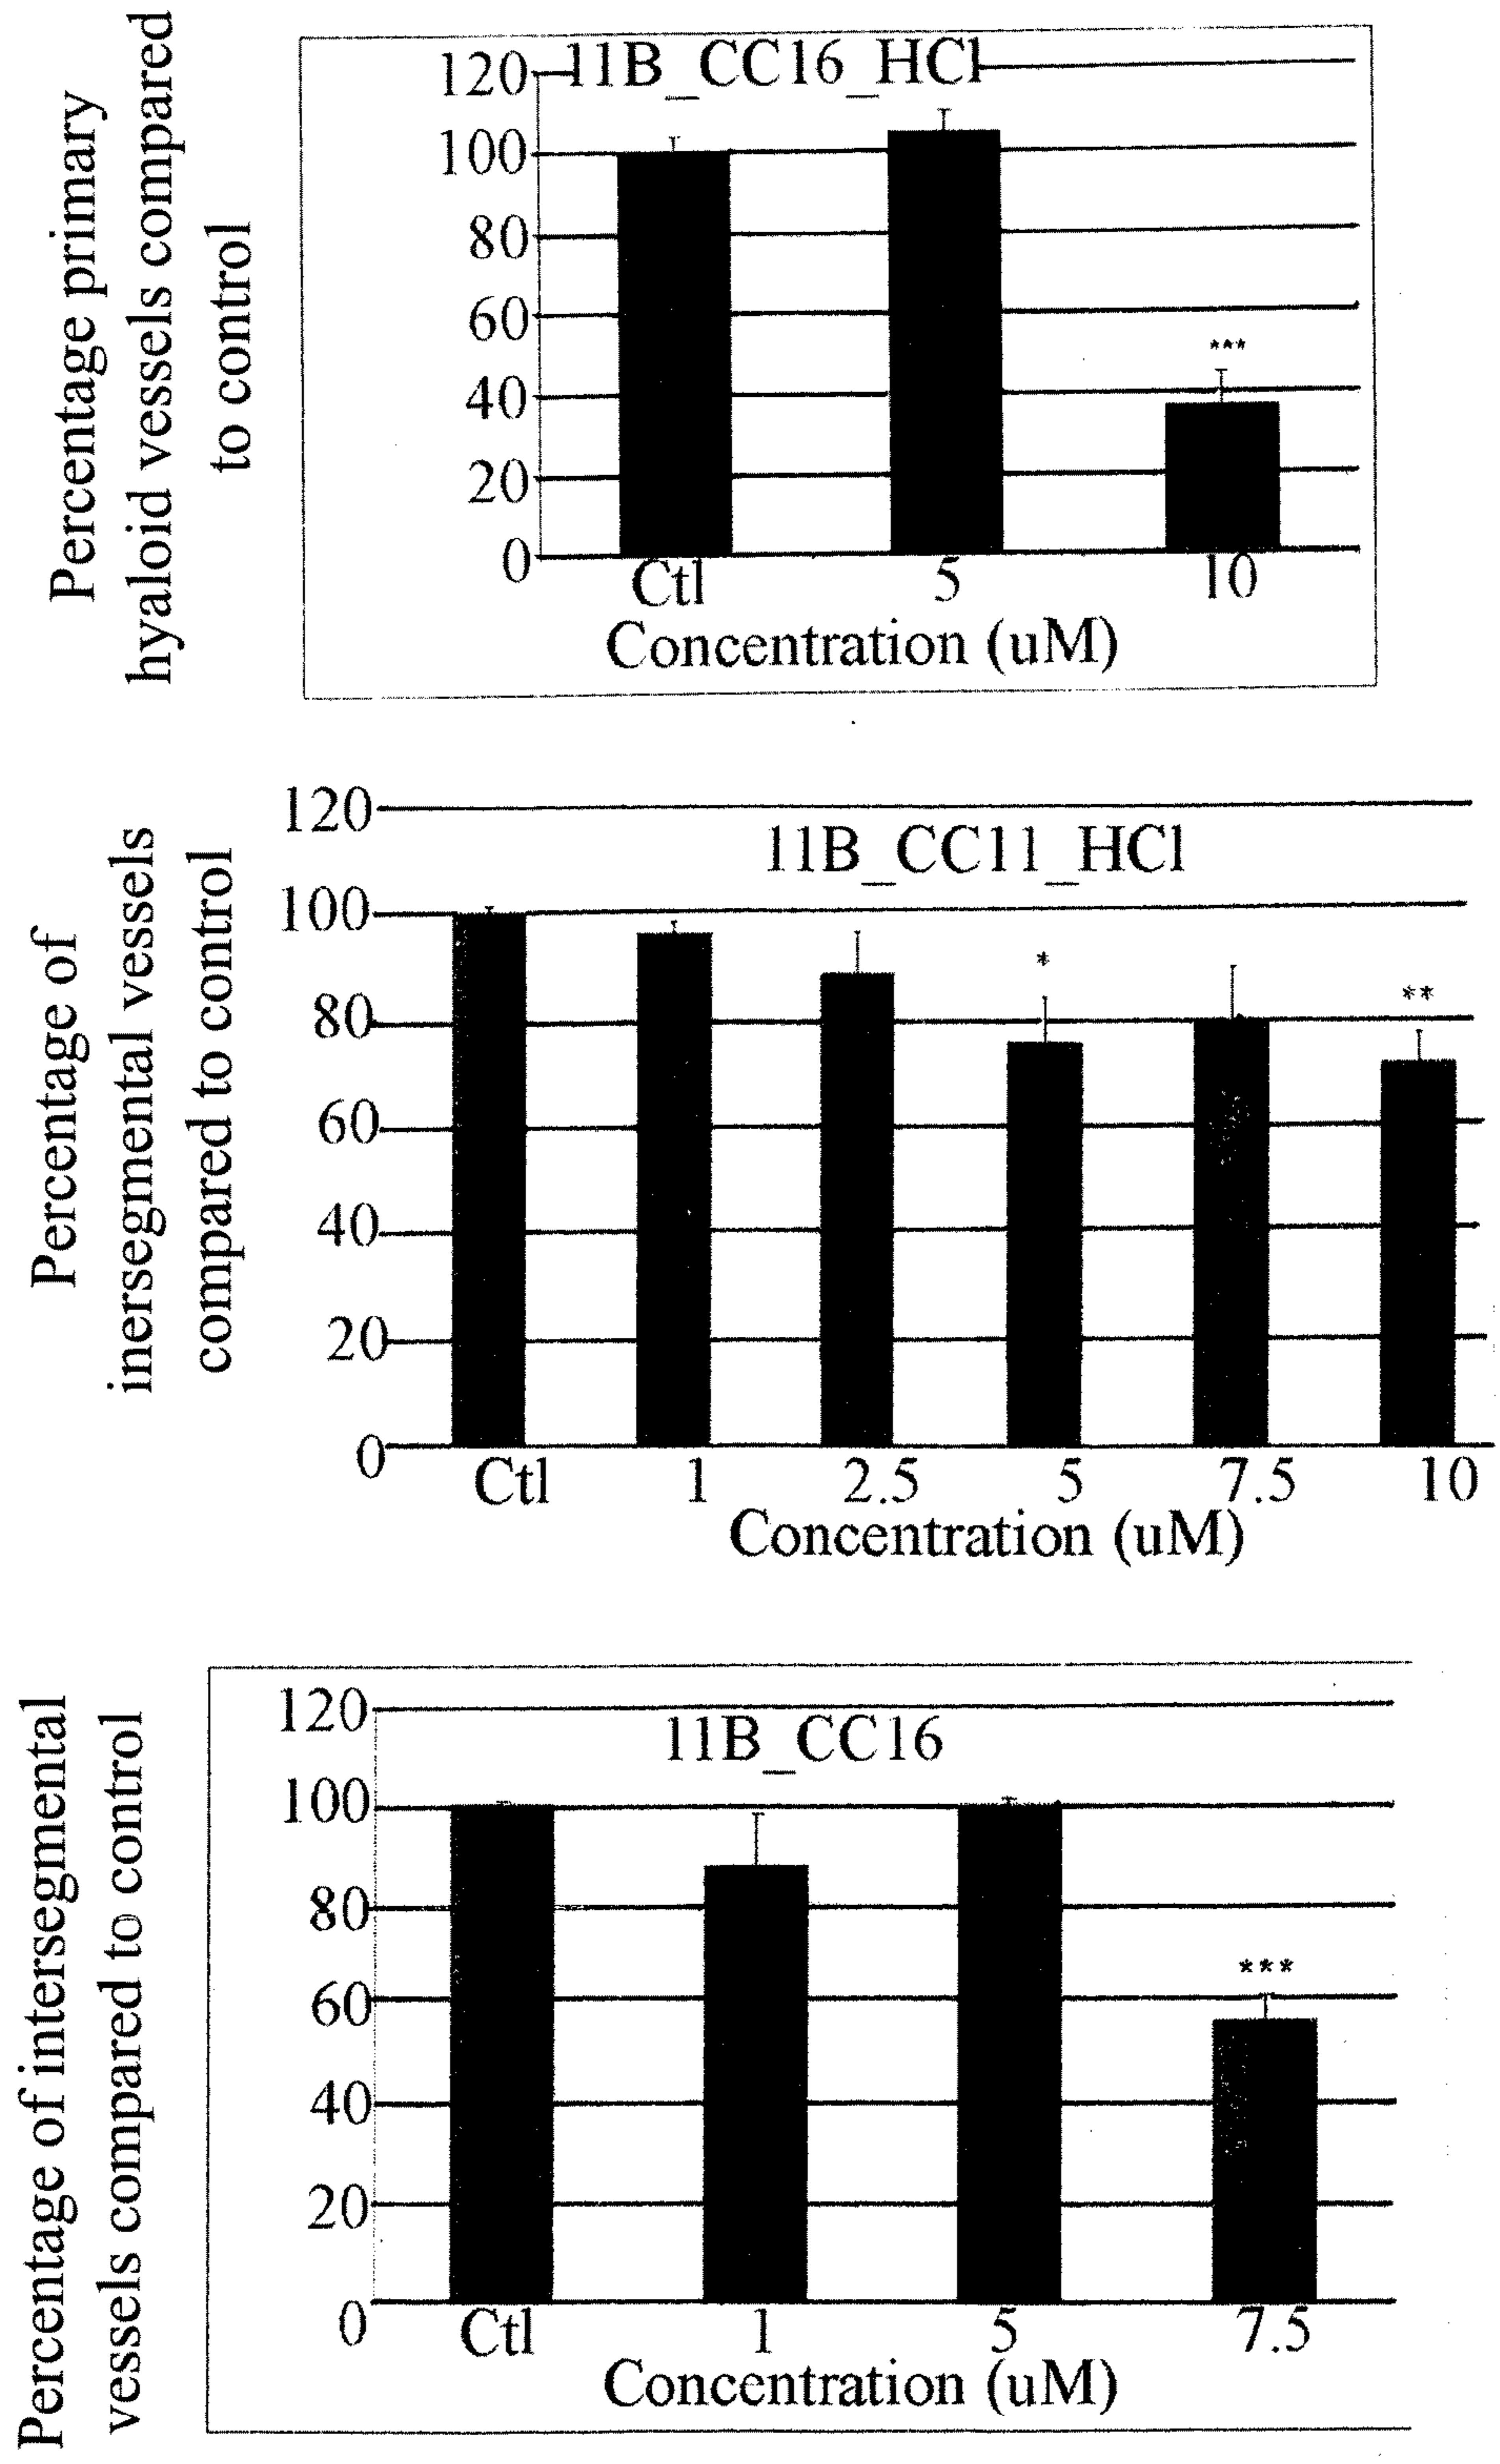 Percentage primary
hyaloid vessels compared
to control
11B_CC16_HCl
120
100
80
60
40
20
0
***
Ctl 5 10
Concentration (uM)
Percentage of
inersegmental vessels
compared to control
120
11B_CC11_HCl
100
80
60
40
20
0
*
**
Ctl 1 2.5 5 7.5 10
Concentration (uM)
Percentage of intersegmental
vessels compared to control
120
11B_CC16
100
80
60
40
20
0
***
Ctl 1 5 7.5
Concentration (uM)